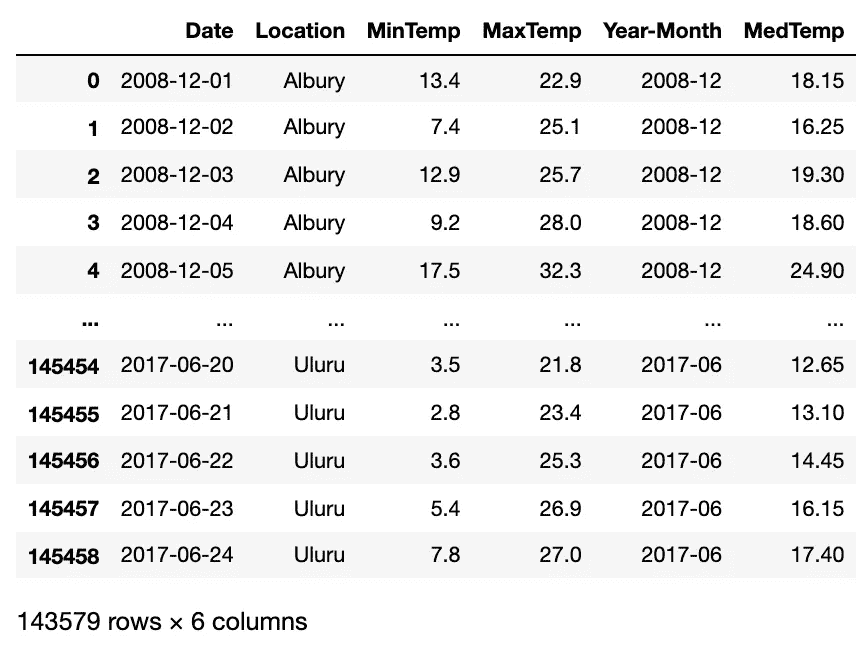 Date Location MinTemp MaxTemp Year-Month MedTemp
0 2008-12-01 Albury 13.4 22.9 2008-12 18.15
1 2008-12-02 Albury 7.4 25.1 2008-12 16.25
2 2008-12-03 Albury 12.9 25.7 2008-12 19.30
3 2008-12-04 Albury 9.2 28.0 2008-12 18.60
4 2008-12-05 Albury 17.5 32.3 2008-12 24.90
... ... ... ... ... ... ...
145454 2017-06-20 Uluru 3.5 21.8 2017-06 12.65
145455 2017-06-21 Uluru 2.8 23.4 2017-06 13.10
145456 2017-06-22 Uluru 3.6 25.3 2017-06 14.45
145457 2017-06-23 Uluru 5.4 26.9 2017-06 16.15
145458 2017-06-24 Uluru 7.8 27.0 2017-06 17.40
143579 rows × 6 columns